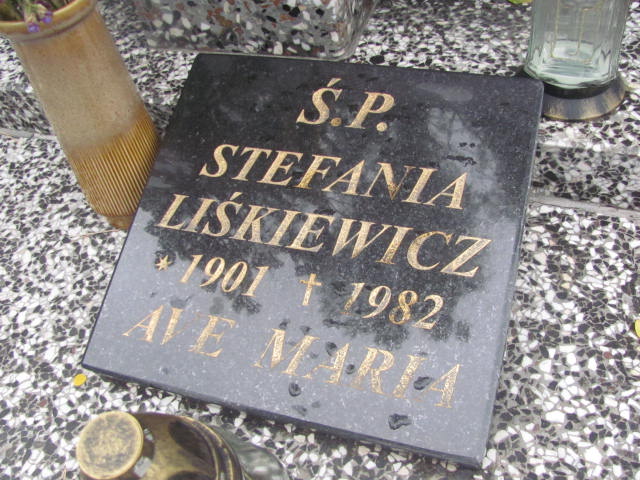 Ś.P.
STEFANIA
LIŚKIEWICZ
* 1901 † 1982
AVE MARIA